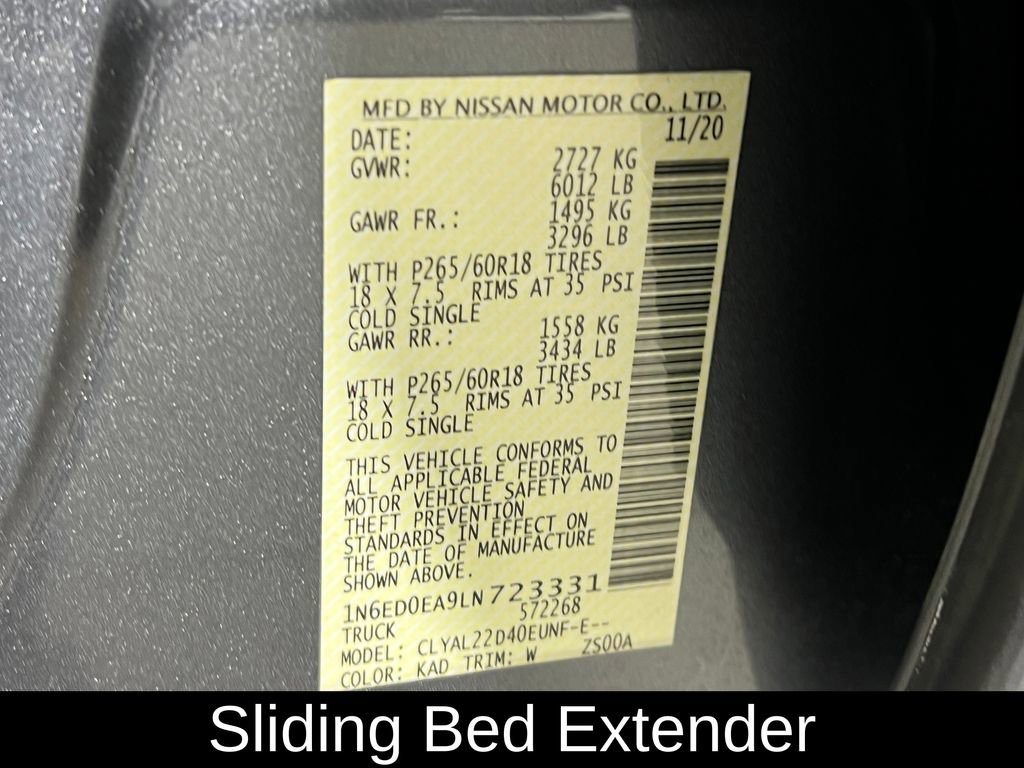 MFD BY NISSAN MOTOR CO., LTD.
DATE: 11/20
GVWR: 2727 KG
6012 LB
GAWR FR.: 1495 KG
3296 LB
WITH P265/60R18 TIRES
18 X 7.5 RIMS AT 35 PSI
COLD SINGLE
GAWR RR.: 1558 KG
3434 LB
WITH P265/60R18 TIRES
18 X 7.5 RIMS AT 35 PSI
COLD SINGLE
THIS VEHICLE CONFORMS TO
ALL APPLICABLE FEDERAL
MOTOR VEHICLE SAFETY AND
THEFT PREVENTION
STANDARDS IN EFFECT ON
THE DATE OF MANUFACTURE
SHOWN ABOVE.
1N6ED0EA9LN 723331
TRUCK 572268
MODEL: CLYAL22D40EUNF-E--
COLOR: KAD TRIM: W ZS00A
Sliding Bed Extender